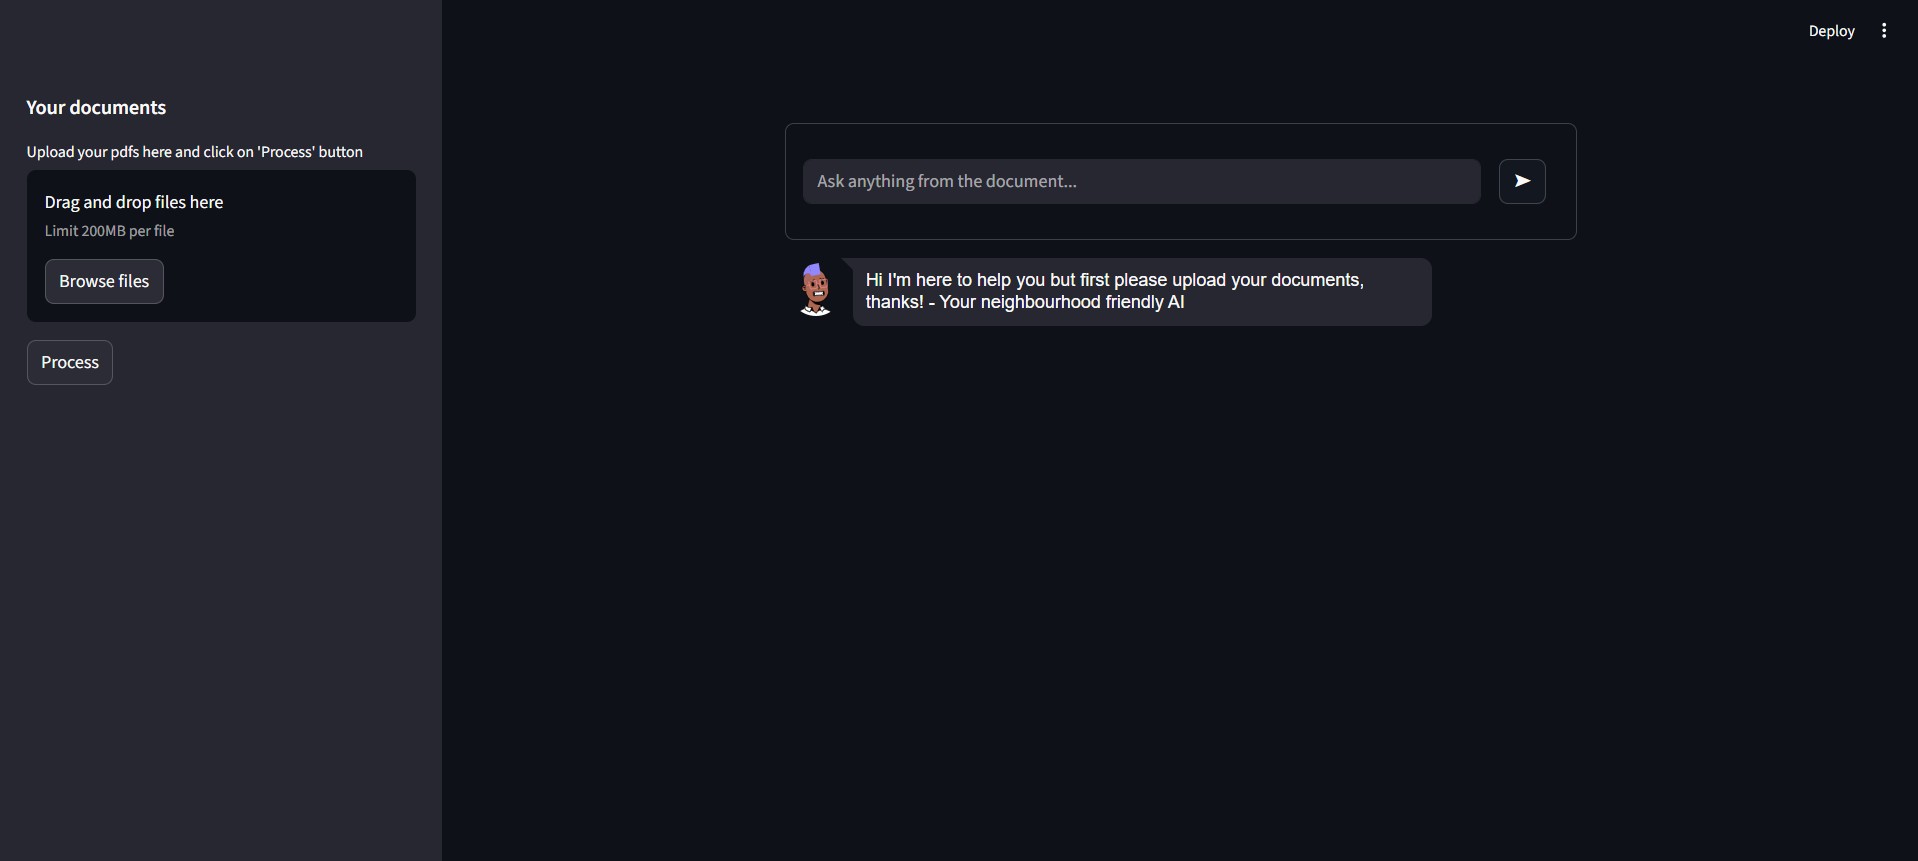 Deploy
Your documents
Upload your pdfs here and click on 'Process' button
Drag and drop files here
Limit 200MB per file
Browse files
Process
Ask anything from the document...
Hi I'm here to help you but first please upload your documents,
thanks! - Your neighbourhood friendly AI